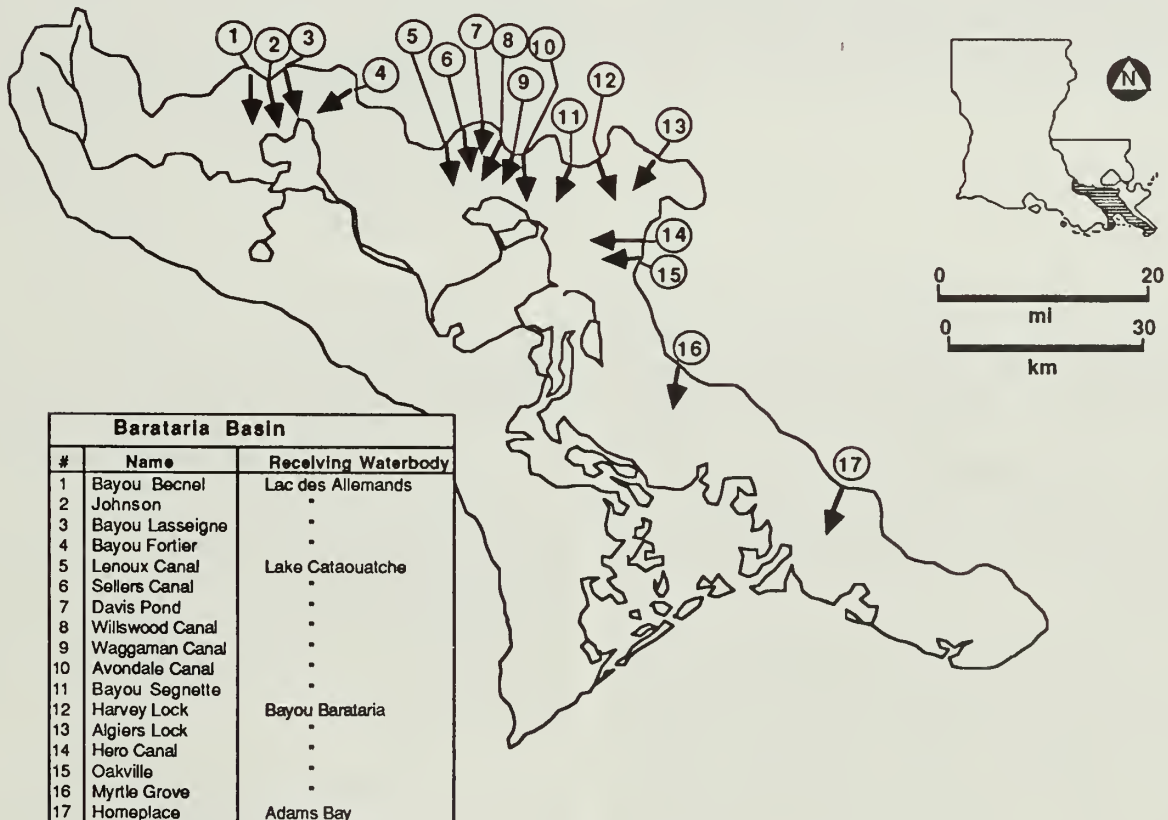 1
2
3
4
5
6
7
8
9
10
11
12
13
14
15
16
17
N
0 20
mi
0 30
km
Barataria Basin
# Name Receiving Waterbody
1 Bayou Becnel Lac des Allemands
2 Johnson "
3 Bayou Lasseigne "
4 Bayou Fortier "
5 Lenoux Canal Lake Cataouatche
6 Sellers Canal "
7 Davis Pond "
8 Willswood Canal "
9 Waggaman Canal "
10 Avondale Canal "
11 Bayou Segnette "
12 Harvey Lock Bayou Barataria
13 Algiers Lock "
14 Hero Canal "
15 Oakville "
16 Myrtle Grove "
17 Homeplace Adams Bay